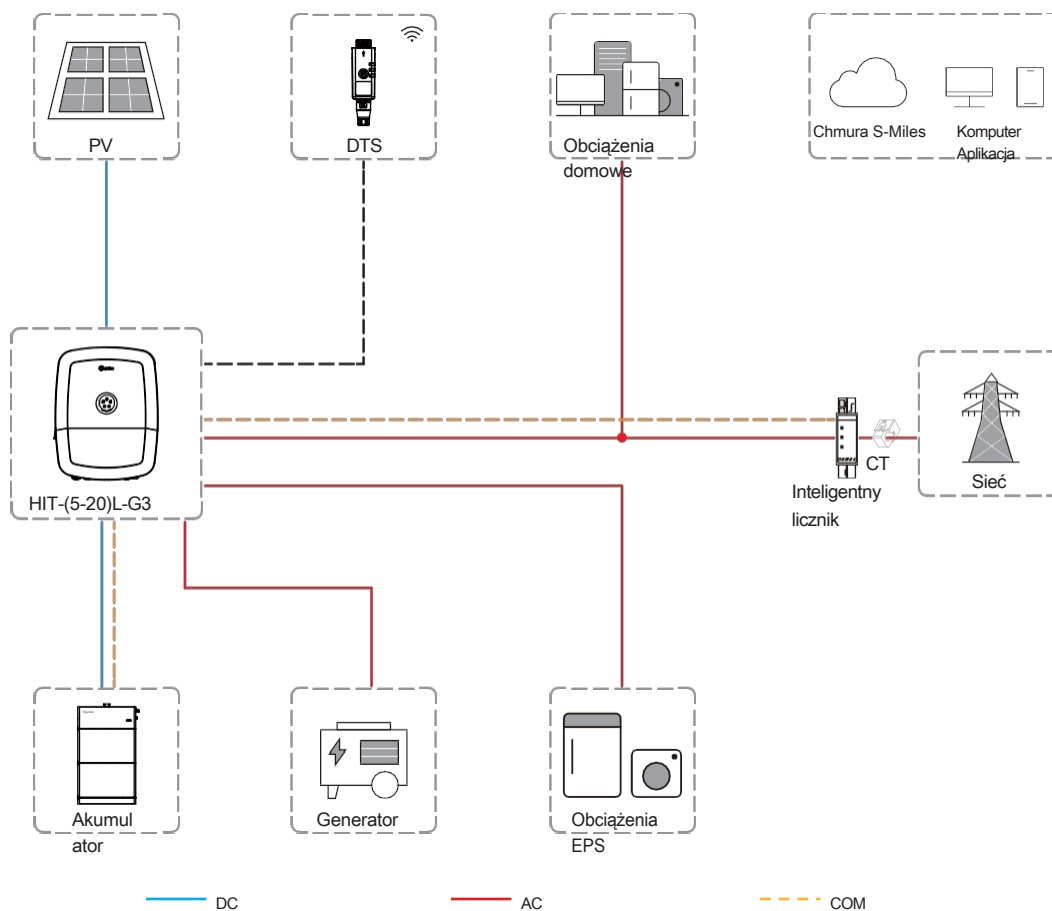 PV
DTS
Obciążenia
domowe
Chmura S-Miles
Komputer
Aplikacja
HIT-(5-20)L-G3
CT
Inteligentny
licznik
Sieć
Akumul
ator
Generator
Obciążenia
EPS
DC
AC
COM